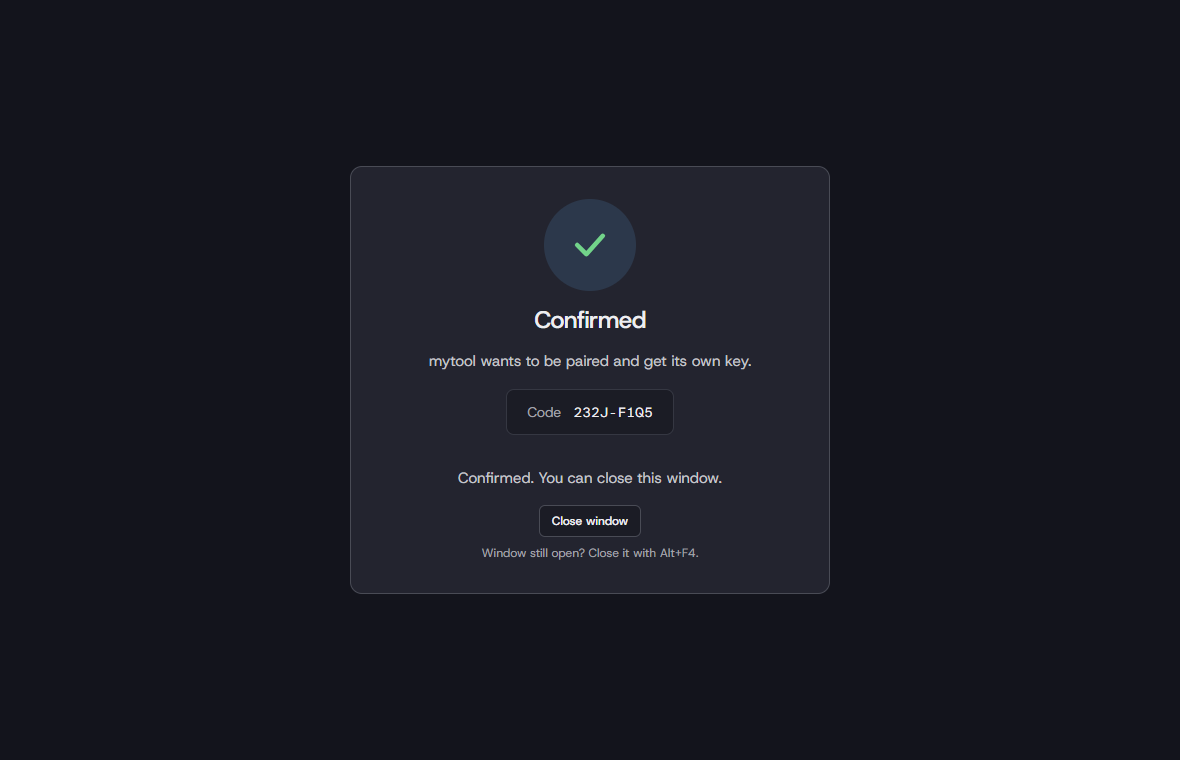 Confirmed
mytool wants to be paired and get its own key.
Code 232J-F1Q5
Confirmed. You can close this window.
Close window
Window still open? Close it with Alt+F4.